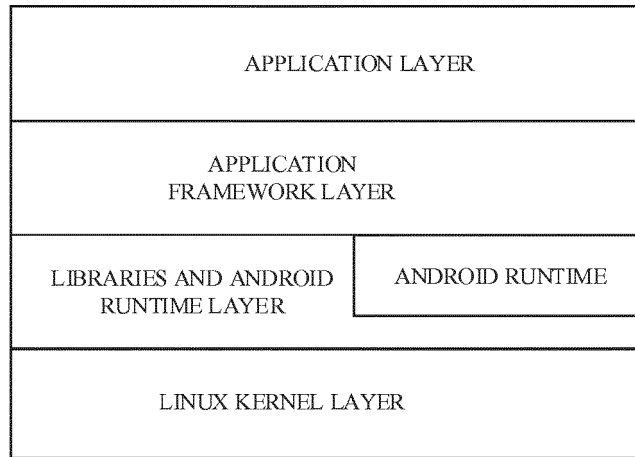 APPLICATION LAYER
APPLICATION
FRAMEWORK LAYER
LIBRARIES AND ANDROID
RUNTIME LAYER
ANDROID RUNTIME
LINUX KERNEL LAYER